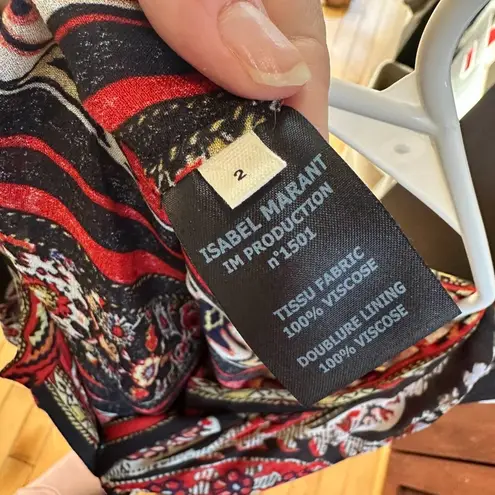 2
ISABEL MARANT
IM PRODUCTION
n°1501
TISSU FABRIC
100% VISCOSE
DOUBLURE LINING
100% VISCOSE